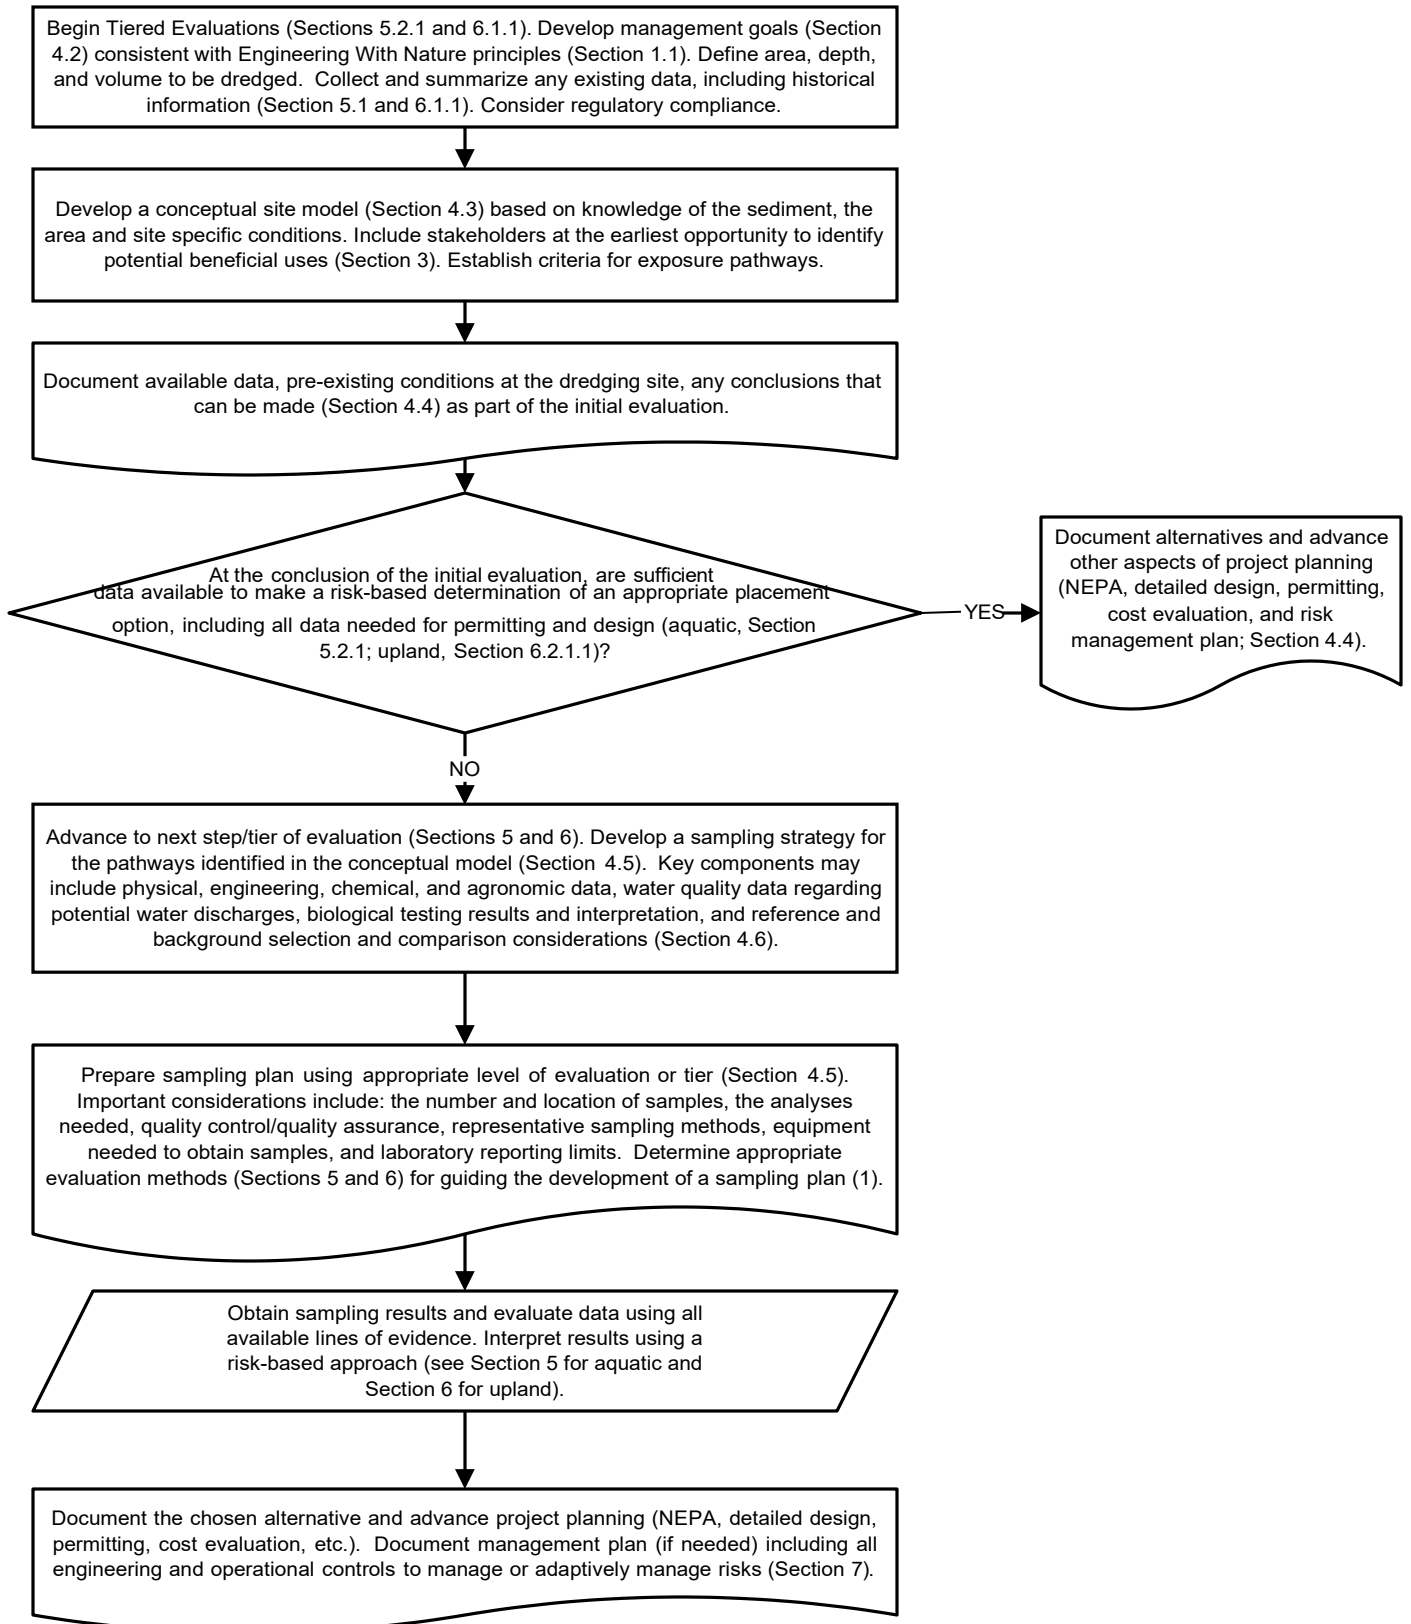 Begin Tiered Evaluations (Sections 5.2.1 and 6.1.1). Develop management goals (Section
4.2) consistent with Engineering With Nature principles (Section 1.1). Define area, depth,
and volume to be dredged. Collect and summarize any existing data, including historical
information (Section 5.1 and 6.1.1). Consider regulatory compliance.
Develop a conceptual site model (Section 4.3) based on knowledge of the sediment, the
area and site specific conditions. Include stakeholders at the earliest opportunity to identify
potential beneficial uses (Section 3). Establish criteria for exposure pathways.
Document available data, pre-existing conditions at the dredging site, any conclusions that
can be made (Section 4.4) as part of the initial evaluation.
At the conclusion of the initial evaluation, are sufficient
data available to make a risk-based determination of an appropriate placement
option, including all data needed for permitting and design (aquatic, Section
5.2.1; upland, Section 6.2.1.1)?
YES
Document alternatives and advance
other aspects of project planning
(NEPA, detailed design, permitting,
cost evaluation, and risk
management plan; Section 4.4).
NO
Advance to next step/tier of evaluation (Sections 5 and 6). Develop a sampling strategy for
the pathways identified in the conceptual model (Section 4.5). Key components may
include physical, engineering, chemical, and agronomic data, water quality data regarding
potential water discharges, biological testing results and interpretation, and reference and
background selection and comparison considerations (Section 4.6).
Prepare sampling plan using appropriate level of evaluation or tier (Section 4.5).
Important considerations include: the number and location of samples, the analyses
needed, quality control/quality assurance, representative sampling methods, equipment
needed to obtain samples, and laboratory reporting limits. Determine appropriate
evaluation methods (Sections 5 and 6) for guiding the development of a sampling plan (1).
Obtain sampling results and evaluate data using all
available lines of evidence. Interpret results using a
risk-based approach (see Section 5 for aquatic and
Section 6 for upland).
Document the chosen alternative and advance project planning (NEPA, detailed design,
permitting, cost evaluation, etc.). Document management plan (if needed) including all
engineering and operational controls to manage or adaptively manage risks (Section 7).